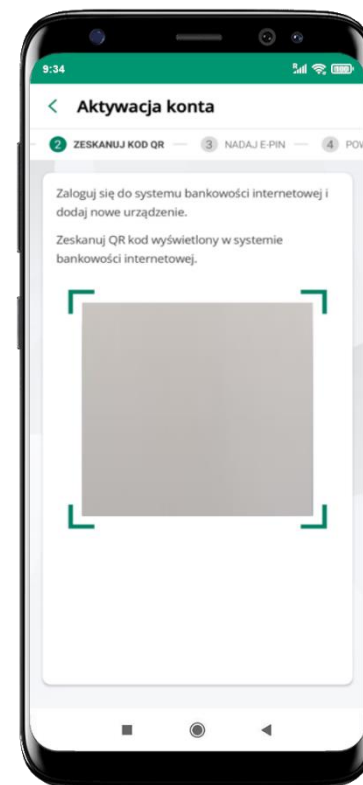 9:34
100
Aktywacja konta
2 ZESKANUJ KOD QR 3 NADAJ E-PIN 4 POW
Zaloguj się do systemu bankowości internetowej i
dodaj nowe urządzenie.
Zeskanuj QR kod wyświetlony w systemie
bankowości internetowej.